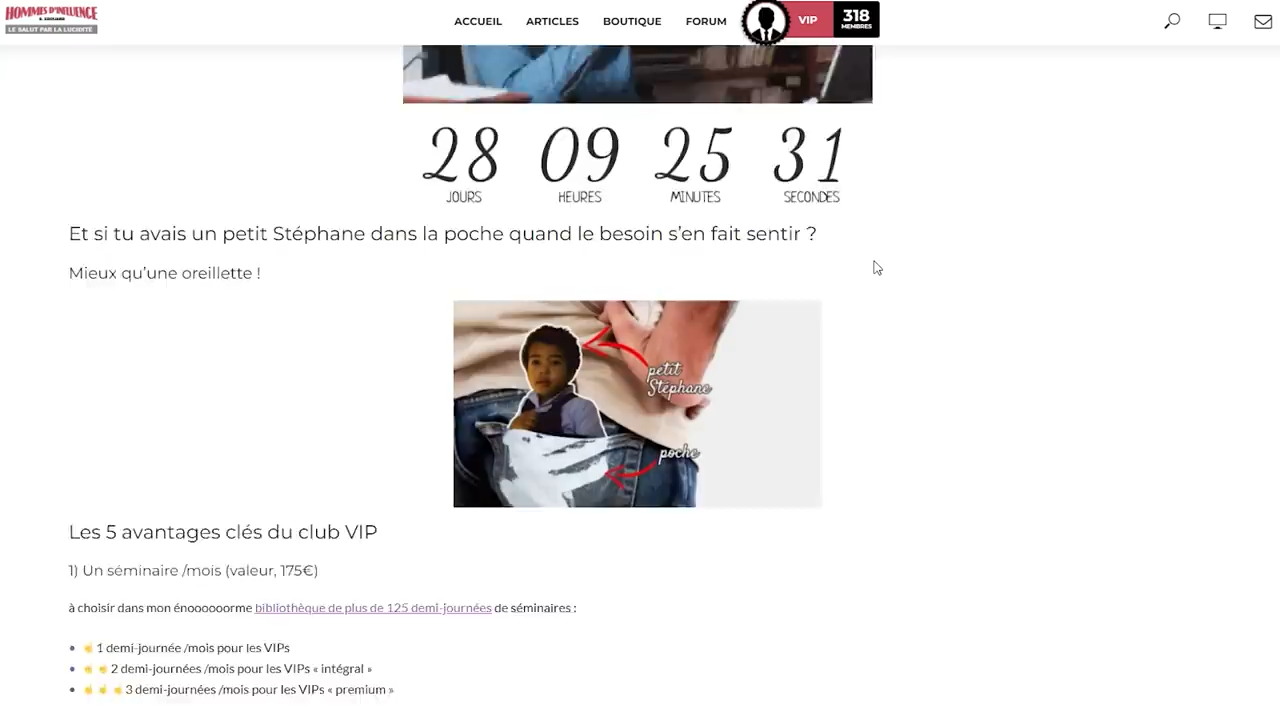 HOMMES D'INFLUENCE
S. EDOUARD
LE SALUT PAR LA LUCIDITÉ
ACCUEIL ARTICLES BOUTIQUE FORUM VIP 318 MEMBRES
28 09 25 31
JOURS HEURES MINUTES SECONDES
Et si tu avais un petit Stéphane dans la poche quand le besoin s'en fait sentir ?
Mieux qu'une oreillette !
petit
Stéphane
poche
Les 5 avantages clés du club VIP
1) Un séminaire /mois (valeur, 175€)
à choisir dans mon énoooooorme bibliothèque de plus de 125 demi-journées de séminaires :
• ☝1 demi-journée /mois pour les VIPs
• ☝☝2 demi-journées /mois pour les VIPs « intégral »
• ☝☝☝3 demi-journées /mois pour les VIPs « premium »